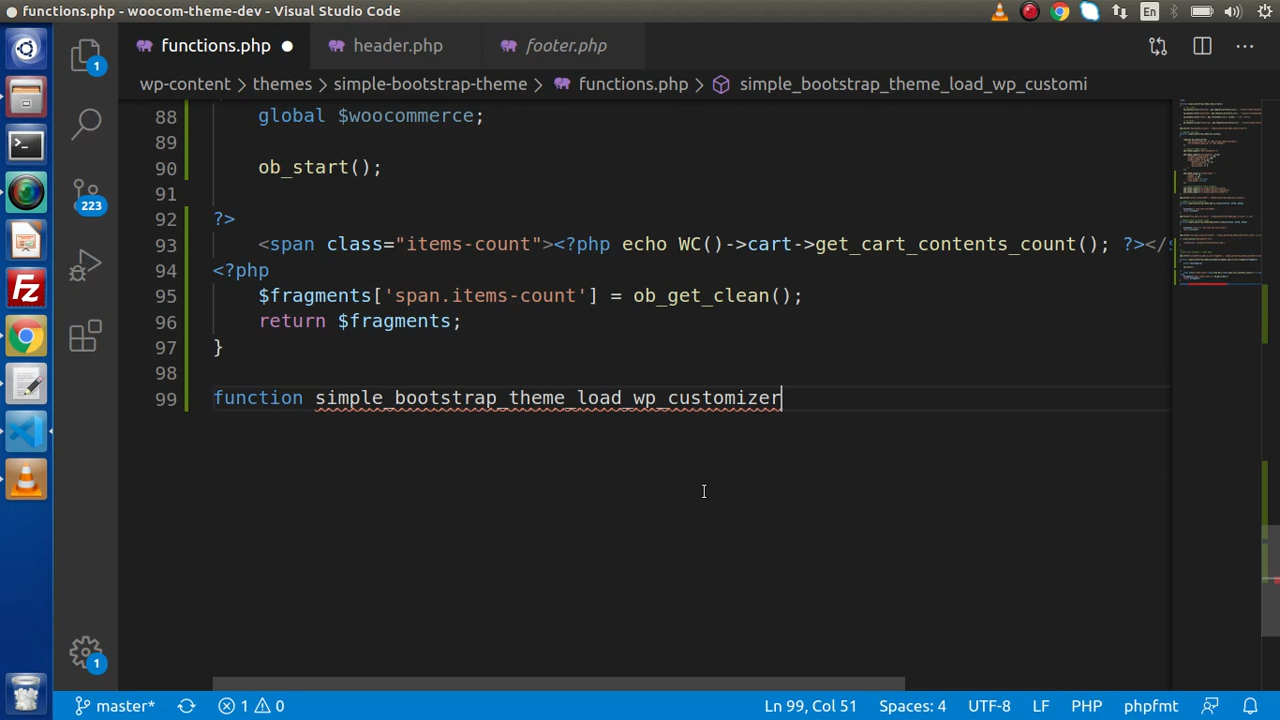 functions.php - woocom-theme-dev - Visual Studio Code
En
functions.php
header.php
footer.php
wp-content
themes
simple-bootstrap-theme
functions.php
simple_bootstrap_theme_load_wp_customi
88 global $woocommerce;
89
90 ob_start();
91
92 ?>
93 <span class="items-count"><?php echo WC()->cart->get_cart_contents_count(); ?></s
94 <?php
95 $fragments['span.items-count'] = ob_get_clean();
96 return $fragments;
97 }
98
99 function simple_bootstrap_theme_load_wp_customizer
1
223
1
master*
1
0
Ln 99, Col 51
Spaces: 4
UTF-8
LF
PHP
phpfmt